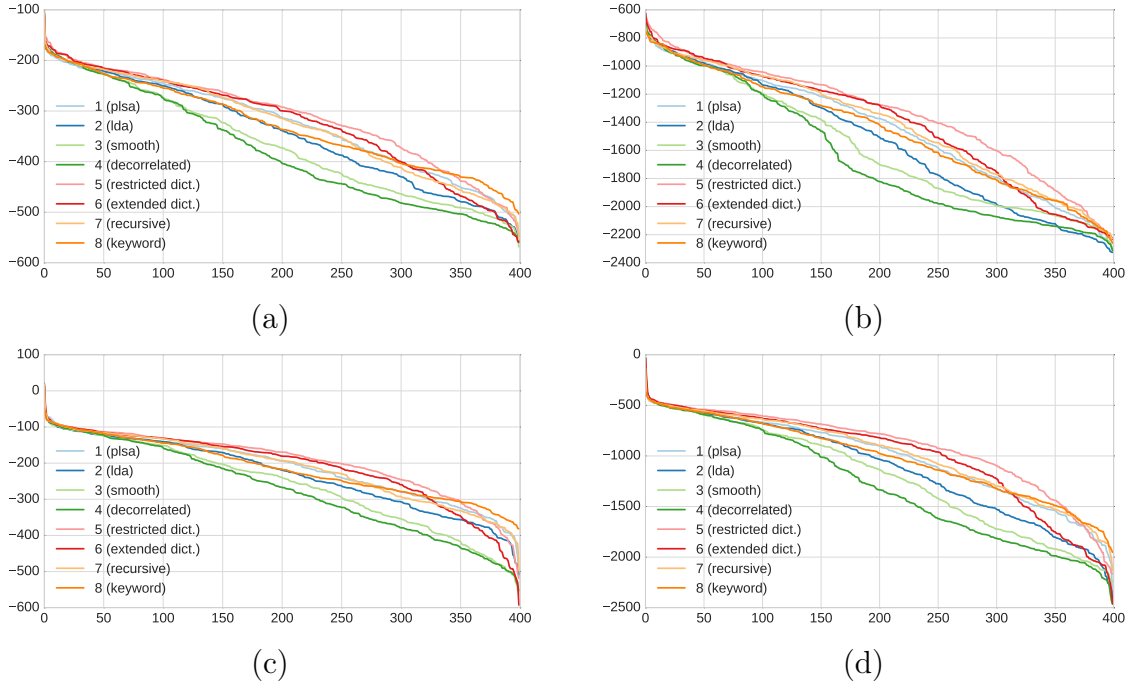 −100
−200
−300
−400
−500
−600
0 50 100 150 200 250 300 350 400
1 (plsa)
2 (lda)
3 (smooth)
4 (decorrelated)
5 (restricted dict.)
6 (extended dict.)
7 (recursive)
8 (keyword)
(a)
−600
−800
−1000
−1200
−1400
−1600
−1800
−2000
−2200
−2400
0 50 100 150 200 250 300 350 400
1 (plsa)
2 (lda)
3 (smooth)
4 (decorrelated)
5 (restricted dict.)
6 (extended dict.)
7 (recursive)
8 (keyword)
(b)
100
0
−100
−200
−300
−400
−500
−600
0 50 100 150 200 250 300 350 400
1 (plsa)
2 (lda)
3 (smooth)
4 (decorrelated)
5 (restricted dict.)
6 (extended dict.)
7 (recursive)
8 (keyword)
(c)
0
−500
−1000
−1500
−2000
−2500
0 50 100 150 200 250 300 350 400
1 (plsa)
2 (lda)
3 (smooth)
4 (decorrelated)
5 (restricted dict.)
6 (extended dict.)
7 (recursive)
8 (keyword)
(d)